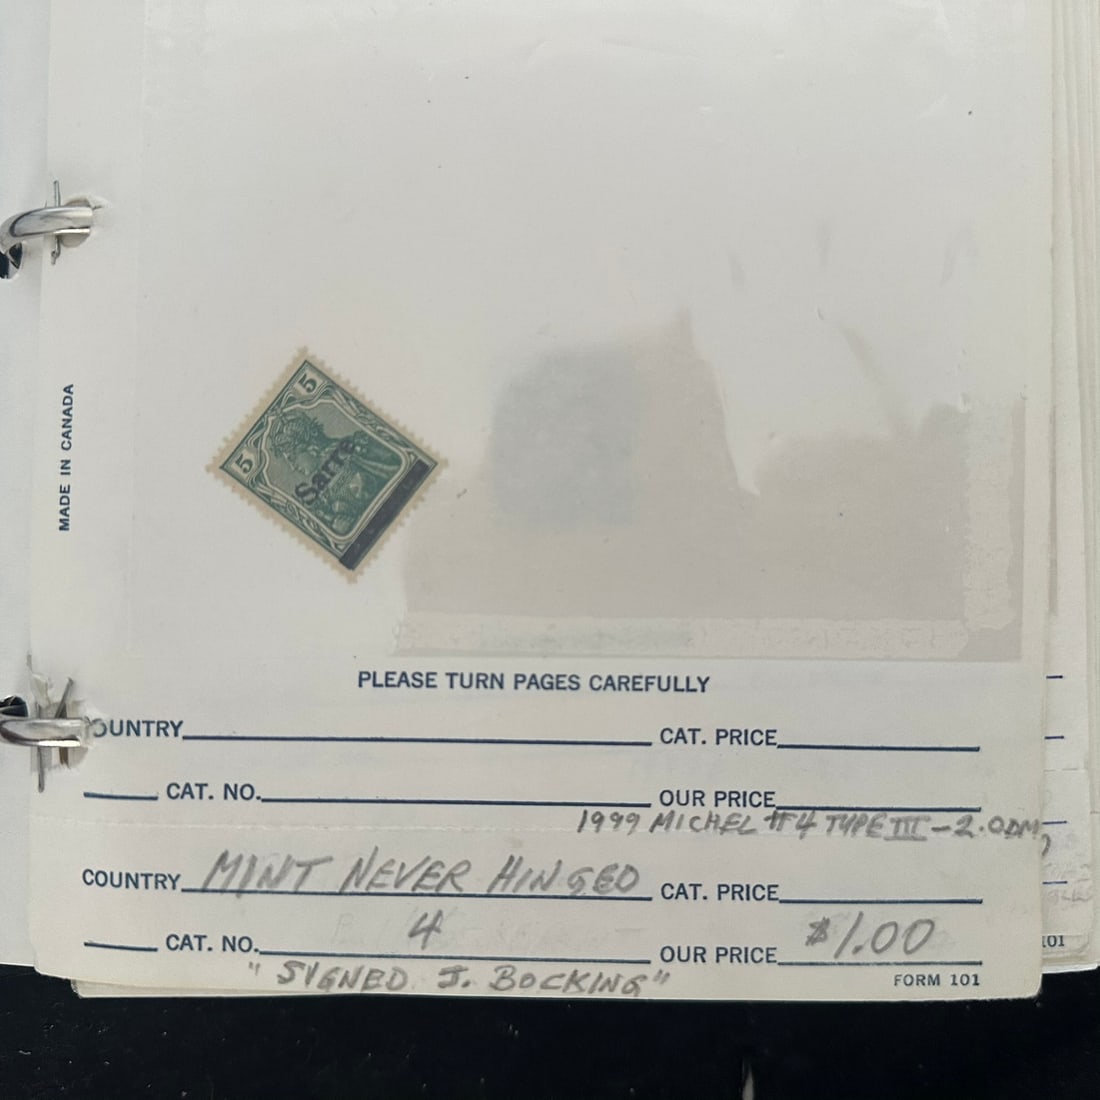 5
5
Sarre
MADE IN CANADA
PLEASE TURN PAGES CAREFULLY
OUNTRY CAT. PRICE
CAT. NO. OUR PRICE
1999 MICHEL #4 TYPE III - 2.0DM
COUNTRY MINT NEVER HINGED CAT. PRICE
CAT. NO. 4 OUR PRICE $1.00
"SIGNED J. BOCKING" FORM 101
101